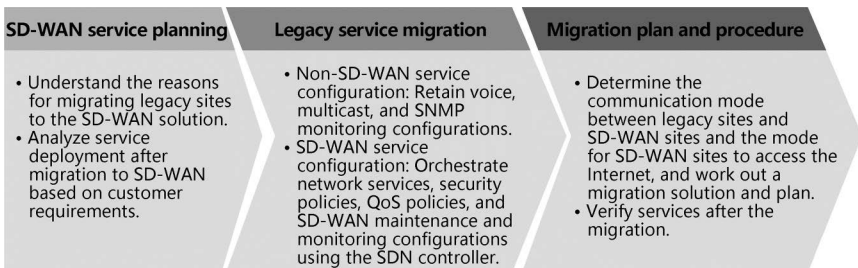 SD-WAN service planning
• Understand the reasons
for migrating legacy sites
to the SD-WAN solution.
• Analyze service
deployment after
migration to SD-WAN
based on customer
requirements.
Legacy service migration
• Non-SD-WAN service
configuration: Retain voice,
multicast, and SNMP
monitoring configurations.
• SD-WAN service
configuration: Orchestrate
network services, security
policies, QoS policies, and
SD-WAN maintenance and
monitoring configurations
using the SDN controller.
Migration plan and procedure
• Determine the
communication mode
between legacy sites and
SD-WAN sites and the mode
for SD-WAN sites to access the
Internet, and work out a
migration solution and plan.
• Verify services after the
migration.